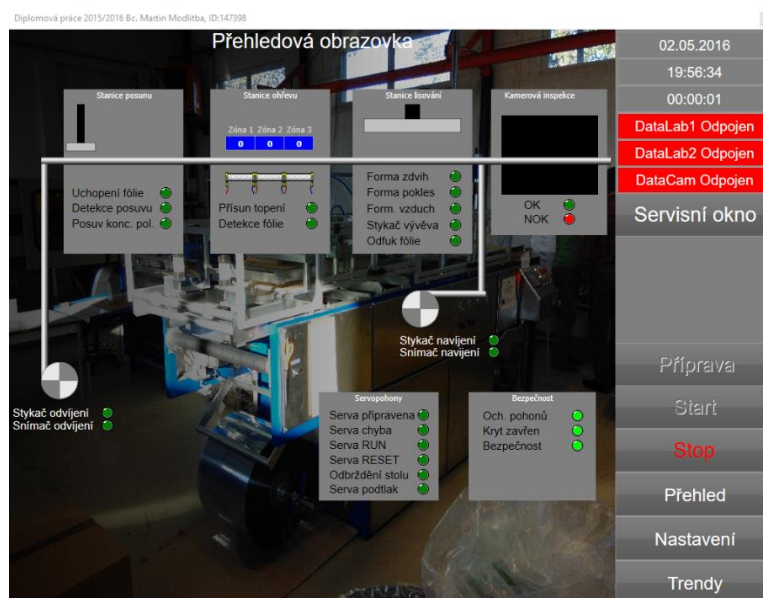 Diplomová práce 2015/2016 Bc. Martin Modlitba, ID:147398
Přehledová obrazovka
02.05.2016
19:56:34
00:00:01
DataLab1 Odpojen
DataLab2 Odpojen
DataCam Odpojen
Servisní okno
Příprava
Start
Stop
Přehled
Nastavení
Trendy
Stanice posunu
Uchopení fólie
Detekce posuvu
Posuv konc. pol.
Stanice ohřevu
Zóna 1 Zóna 2 Zóna 3
0 0 0
Přísun topení
Detekce fólie
Stanice lisování
Forma zdvih
Forma pokles
Form. vzduch
Stykač vývěva
Odfuk fólie
Kamerová inspekce
OK
NOK
Stykač navíjení
Snímač navijení
Stykač odvíjení
Snímač odvíjení
Servopohony
Serva připravena
Serva chyba
Serva RUN
Serva RESET
Odbrždění stolu
Serva podtlak
Bezpečnost
Och. pohonů
Kryt zavřen
Bezpečnost